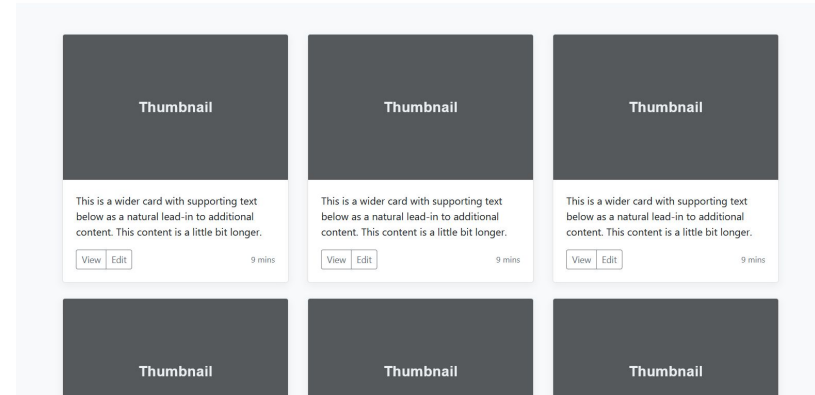 Thumbnail
This is a wider card with supporting text
below as a natural lead-in to additional
content. This content is a little bit longer.
View Edit 9 mins
Thumbnail
This is a wider card with supporting text
below as a natural lead-in to additional
content. This content is a little bit longer.
View Edit 9 mins
Thumbnail
This is a wider card with supporting text
below as a natural lead-in to additional
content. This content is a little bit longer.
View Edit 9 mins
Thumbnail
Thumbnail
Thumbnail